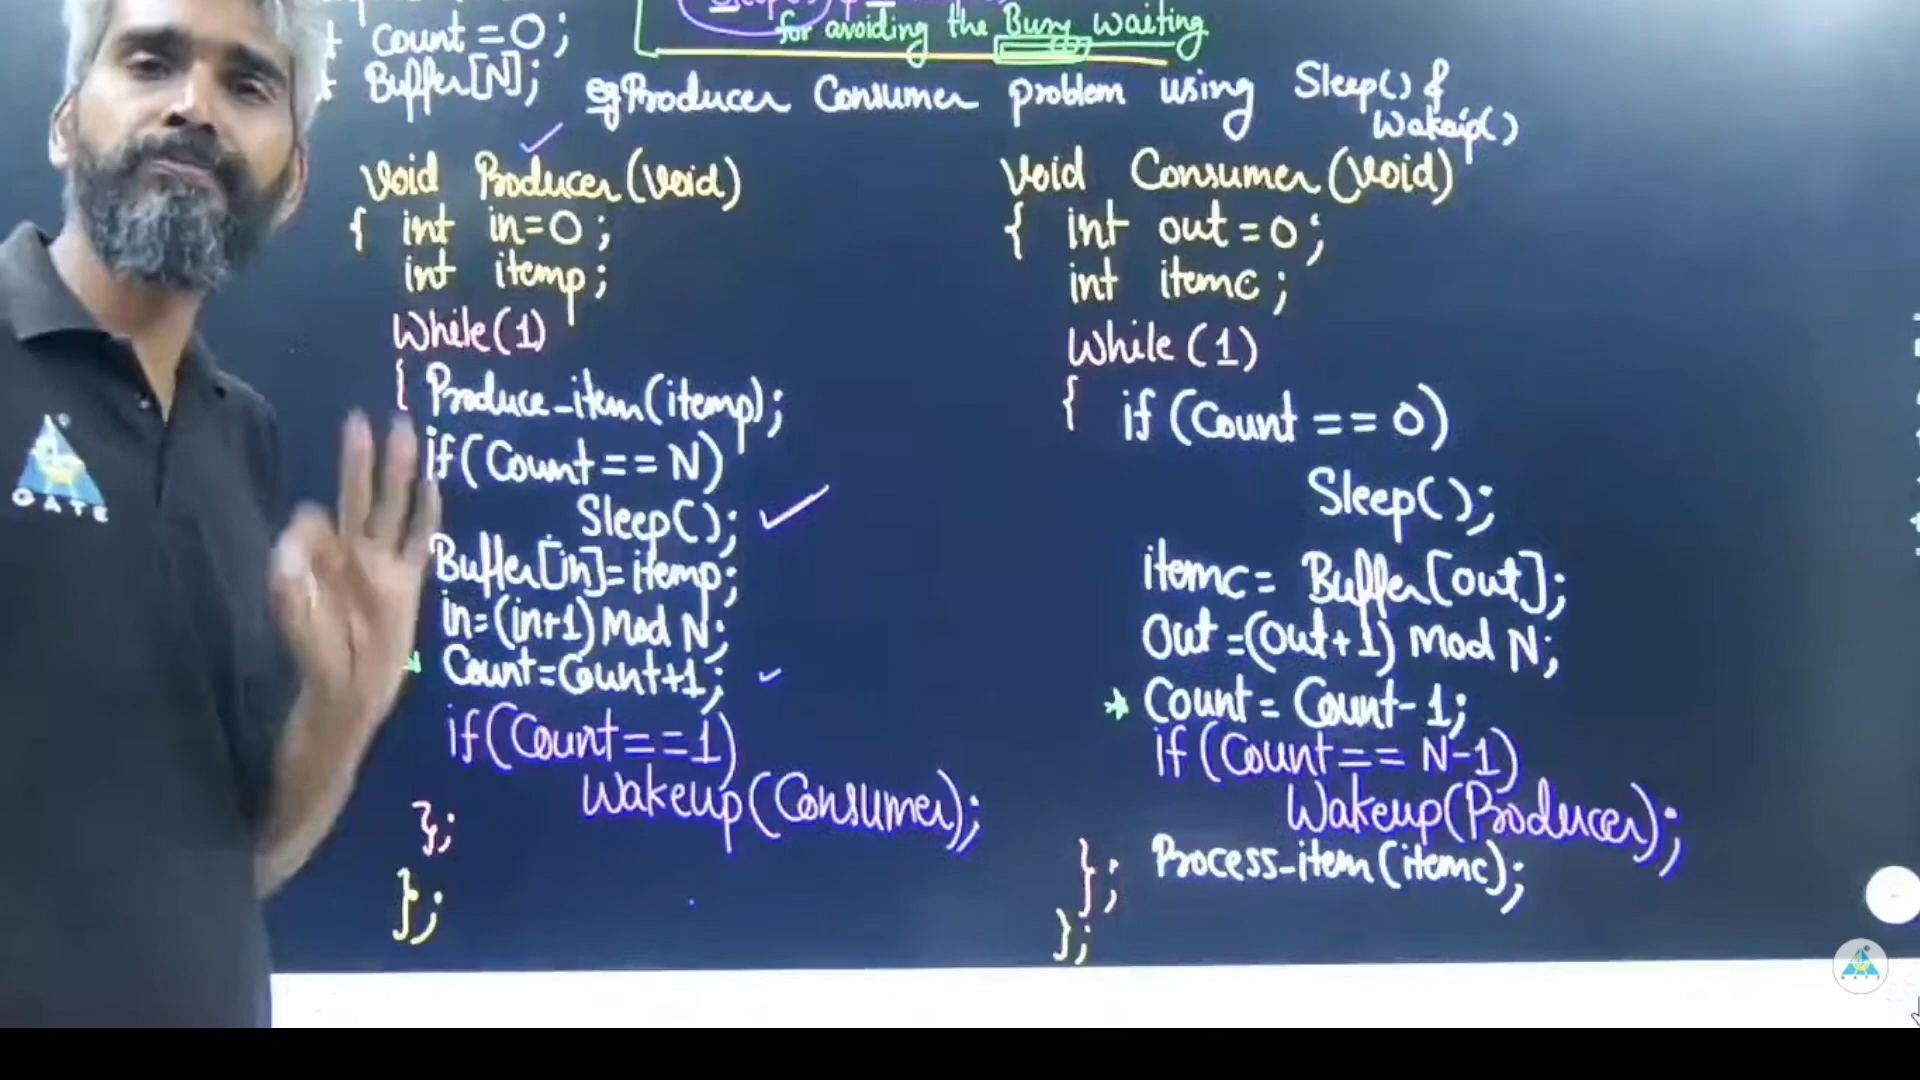 Count = 0 ;
Buffer[N];
for avoiding the Busy Waiting
eg Producer Consumer problem using Sleep() &
Wakeup()
Void Producer (Void)
{ int in=0 ;
int itemp;
While(1)
{ Produce-item(itemp);
if(Count==N)
Sleep();
Buffer[in]=itemp;
in=(in+1) Mod N;
Count=Count+1;
if(Count==1)
Wakeup(Consumer);
};
};
Void Consumer (Void)
{ int out = 0 ;
int itemc ;
While (1)
{ if (Count == 0)
Sleep();
itemc = Buffer[out];
Out =(out+1) Mod N;
* Count = Count-1;
if (Count == N-1)
Wakeup(Producer);
}; Process-item(itemc);
};
GATE